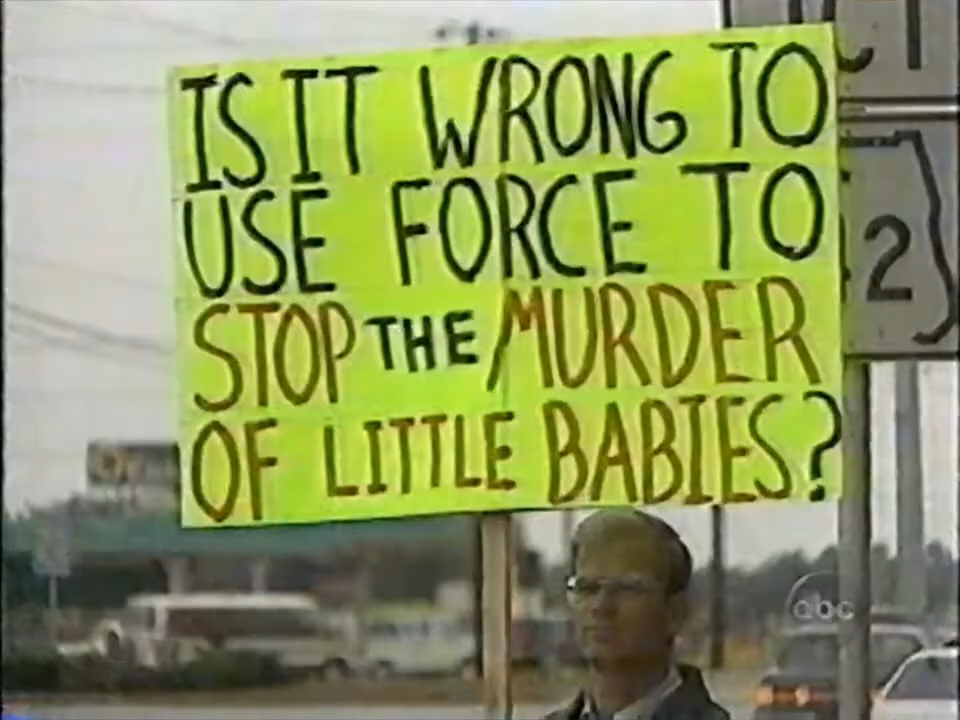 IS IT WRONG TO
USE FORCE TO
STOP THE MURDER
OF LITTLE BABIES?
2
abc